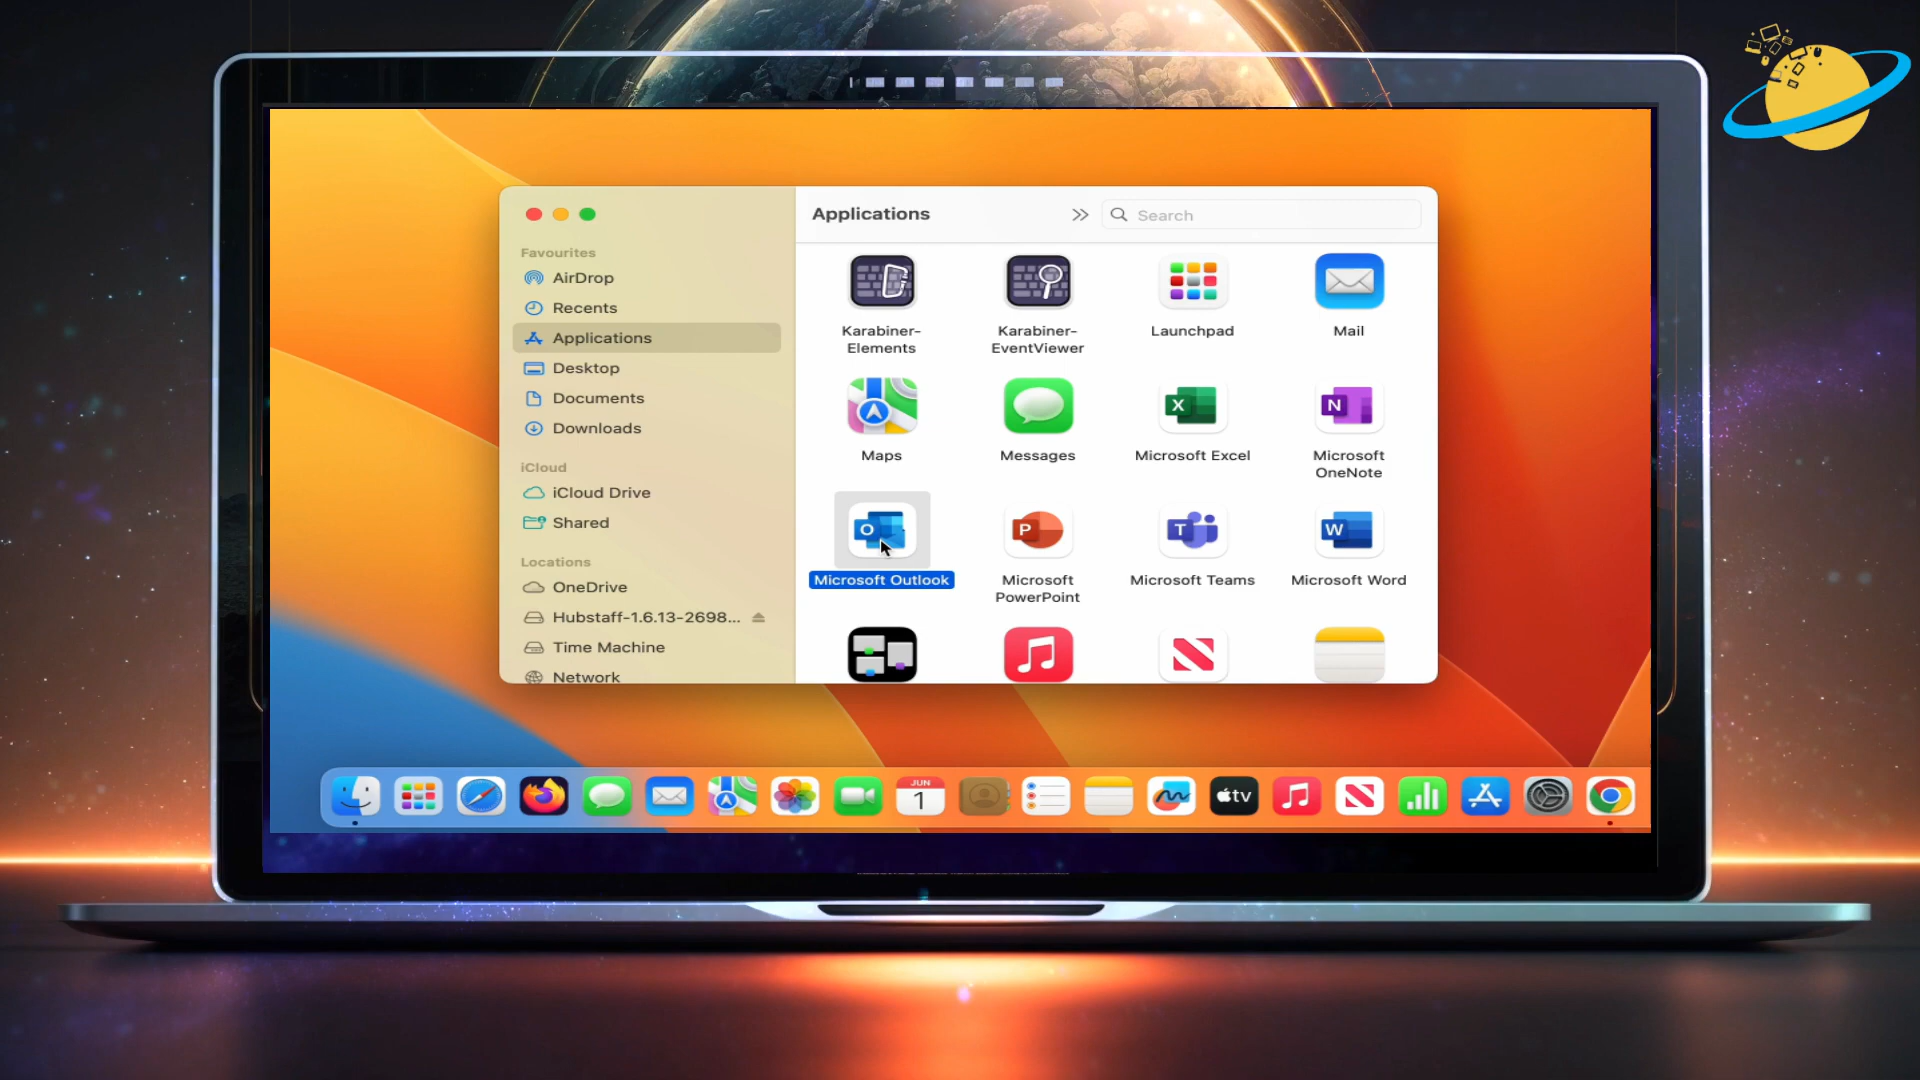 Applications
Search
Favourites
AirDrop
Recents
Applications
Desktop
Documents
Downloads
iCloud
iCloud Drive
Shared
Locations
OneDrive
Hubstaff-1.6.13-2698...
Time Machine
Network
Karabiner-
Elements
Karabiner-
EventViewer
Launchpad
Mail
Maps
Messages
X
Microsoft Excel
N
Microsoft
OneNote
O
Microsoft Outlook
P
Microsoft
PowerPoint
T
Microsoft Teams
W
Microsoft Word
JUN
1
tv